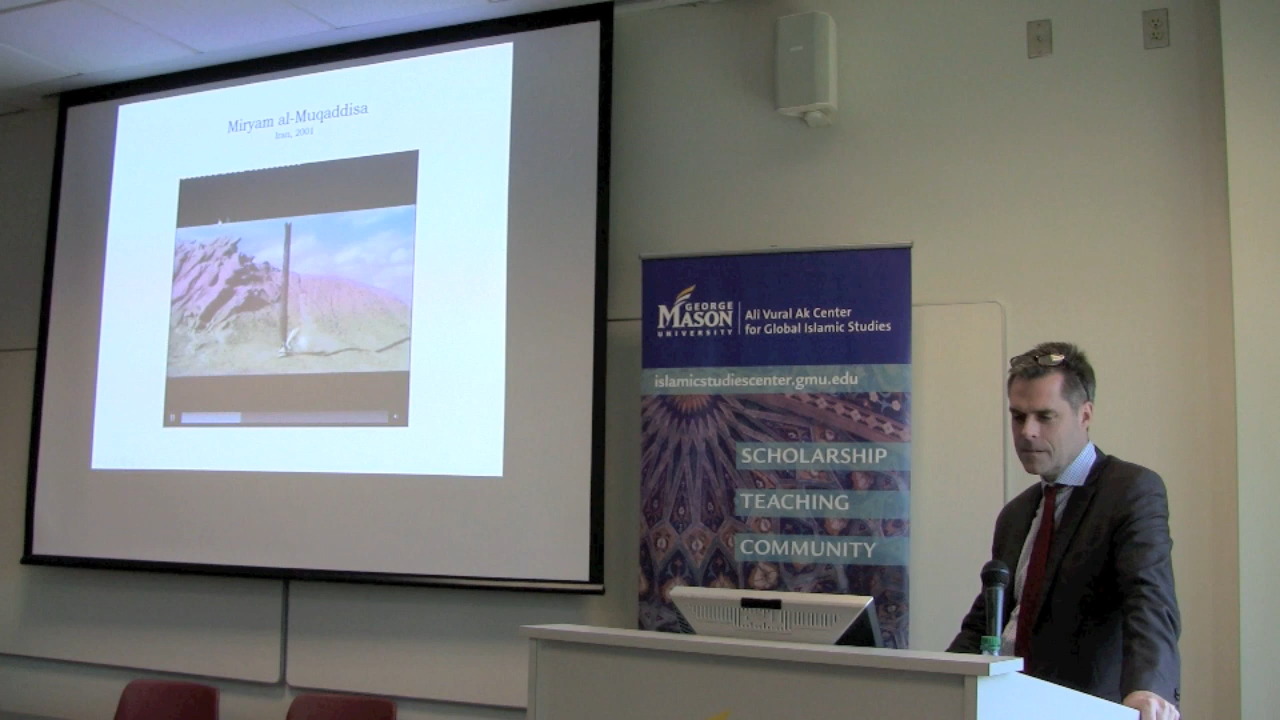 Miryam al-Muqaddisa
Iran, 2001
GEORGE
MASON
UNIVERSITY
Ali Vural Ak Center
for Global Islamic Studies
islamicstudiescenter.gmu.edu
SCHOLARSHIP
TEACHING
COMMUNITY